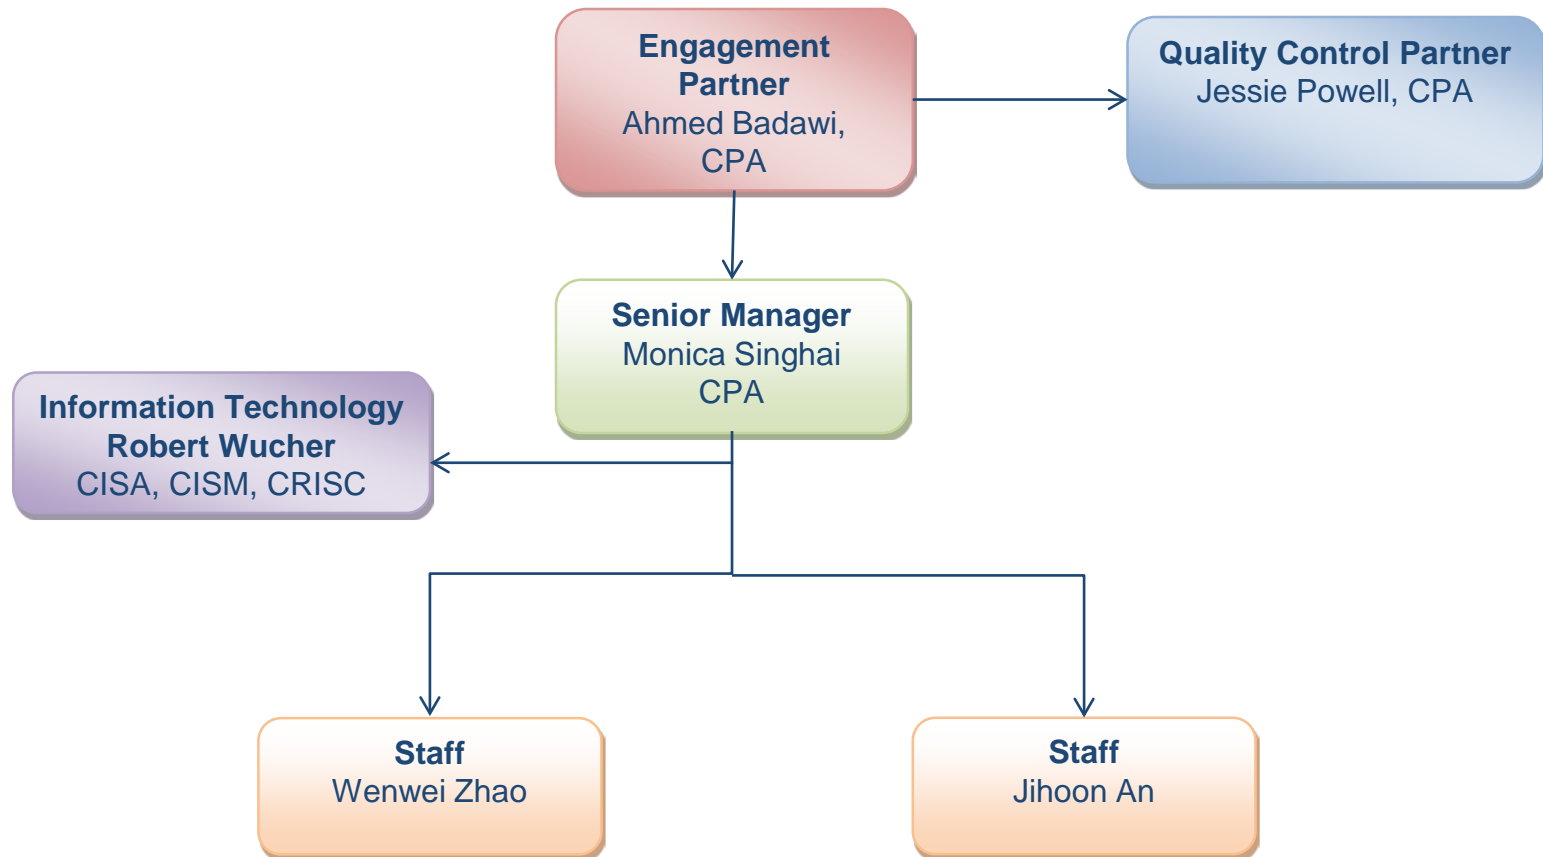 Engagement
Partner
Ahmed Badawi,
CPA
Quality Control Partner
Jessie Powell, CPA
Senior Manager
Monica Singhai
CPA
Information Technology
Robert Wucher
CISA, CISM, CRISC
Staff
Wenwei Zhao
Staff
Jihoon An